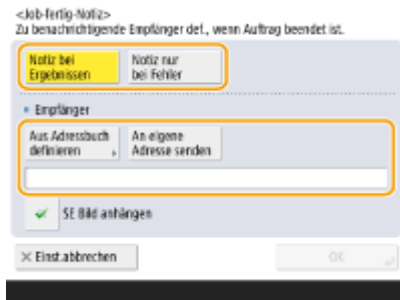 <Job-fertig-Notiz>
Zu benachrichtigende Empfänger def., wenn Auftrag beendet ist.
Notiz bei Ergebnissen
Notiz nur bei Fehler
Empfänger
Aus Adressbuch definieren
An eigene Adresse senden
SE Bild anhängen
Einst.abbrechen
OK